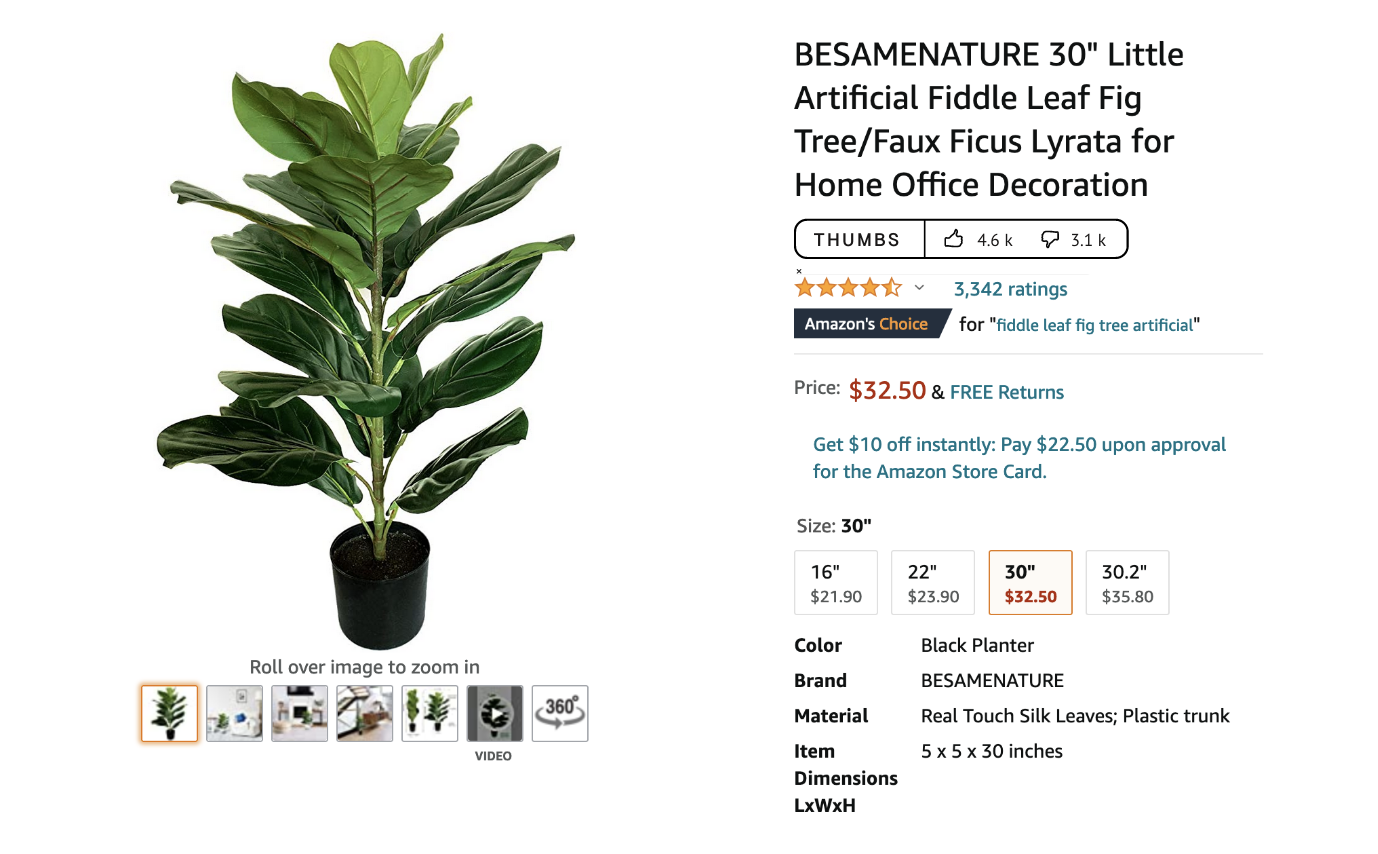 BESAMENATURE 30" Little
Artificial Fiddle Leaf Fig
Tree/Faux Ficus Lyrata for
Home Office Decoration
THUMBS 4.6 k 3.1 k
3,342 ratings
Amazon's Choice for "fiddle leaf fig tree artificial"
Price: $32.50 & FREE Returns
Get $10 off instantly: Pay $22.50 upon approval
for the Amazon Store Card.
Size: 30"
16" 22" 30" 30.2"
$21.90 $23.90 $32.50 $35.80
Color Black Planter
Brand BESAMENATURE
Material Real Touch Silk Leaves; Plastic trunk
Item 5 x 5 x 30 inches
Dimensions
LxWxH
Roll over image to zoom in
360°
VIDEO